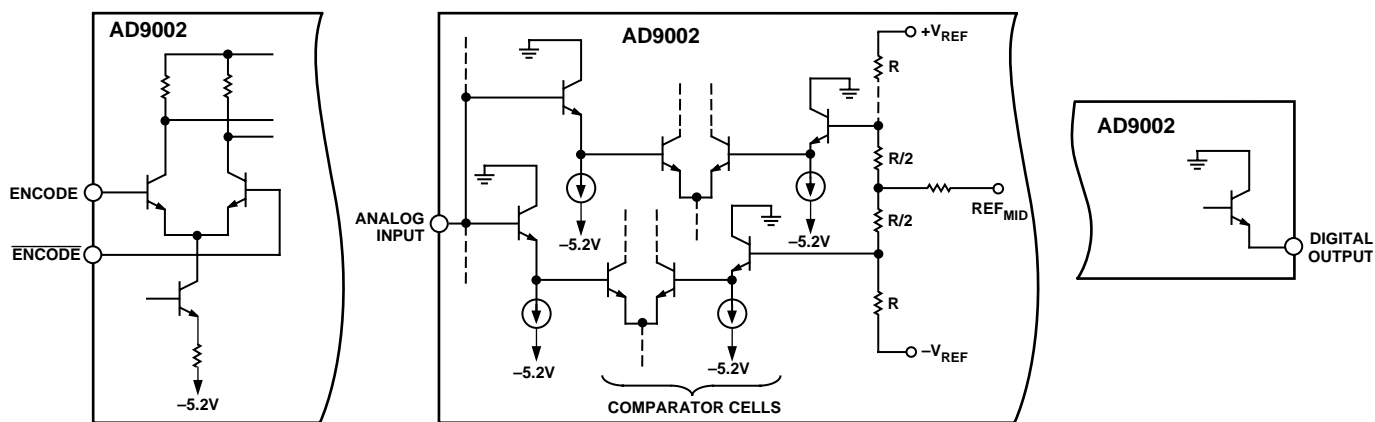 AD9002
ENCODE
ENCODE
–5.2V
AD9002
ANALOG
INPUT
–5.2V
–5.2V
–5.2V
–5.2V
+VREF
R
R/2
REFMID
R/2
R
–VREF
COMPARATOR CELLS
AD9002
DIGITAL
OUTPUT